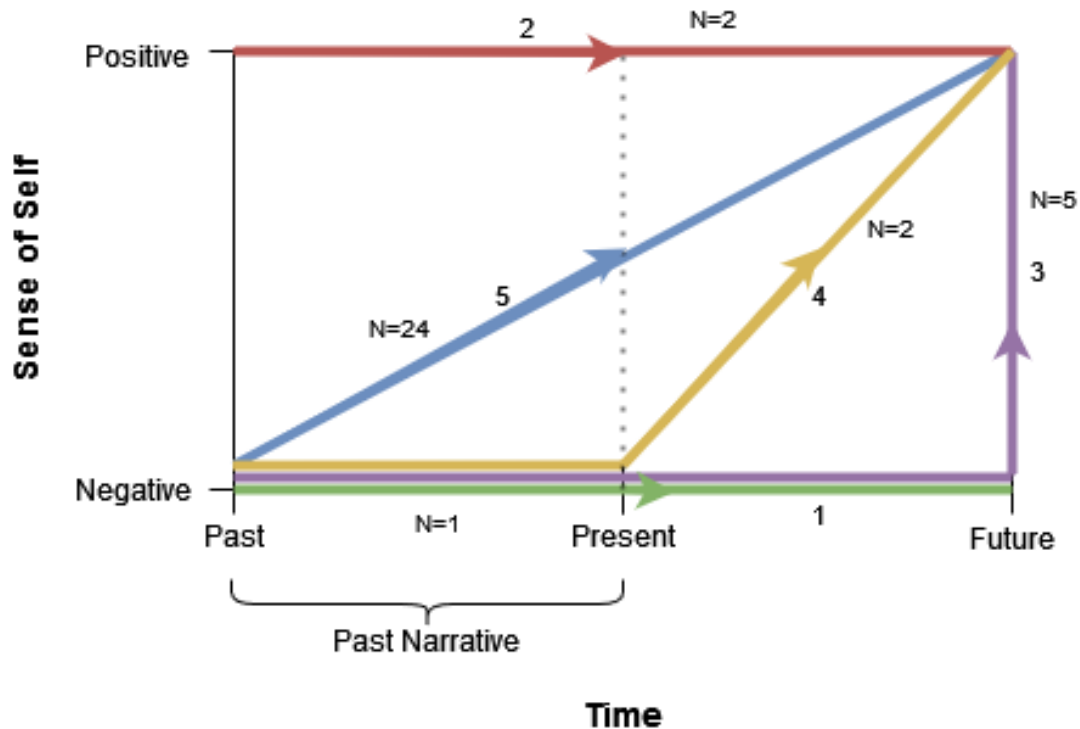 2
N=2
Positive
Sense of Self
N=5
N=2
3
5
4
N=24
Negative
N=1
1
Past
Present
Future
Past Narrative
Time